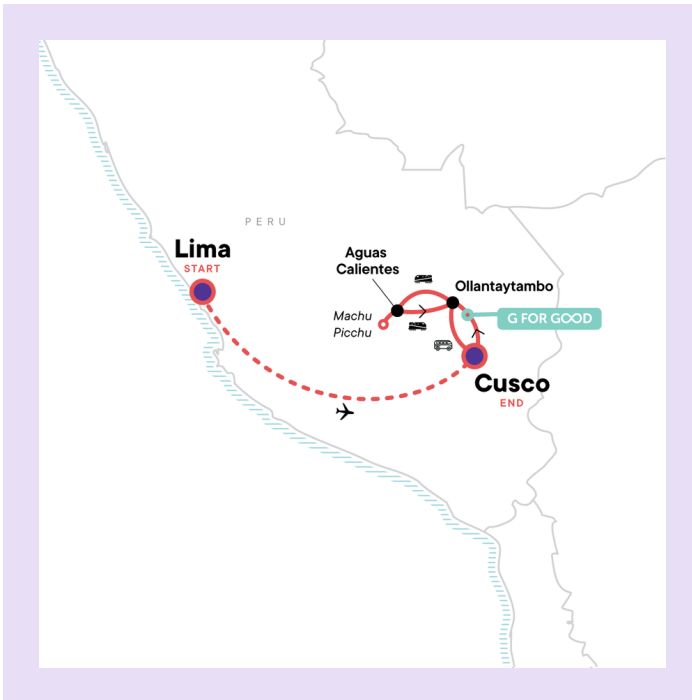 PERU
Lima
START
Aguas
Calientes
Ollantaytambo
Machu
Picchu
G FOR GOOD
Cusco
END